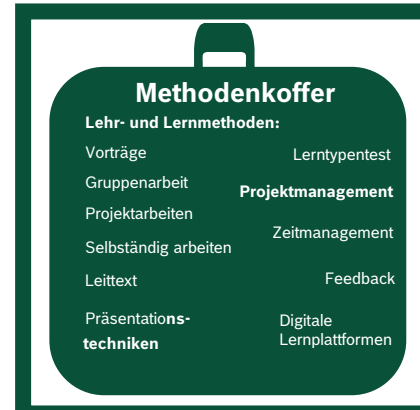 Methodenkoffer
Lehr- und Lernmethoden:
Vorträge
Gruppenarbeit
Projektarbeiten
Selbständig arbeiten
Leittext
Präsentations-
techniken
Lerntypentest
Projektmanagement
Zeitmanagement
Feedback
Digitale
Lernplattformen